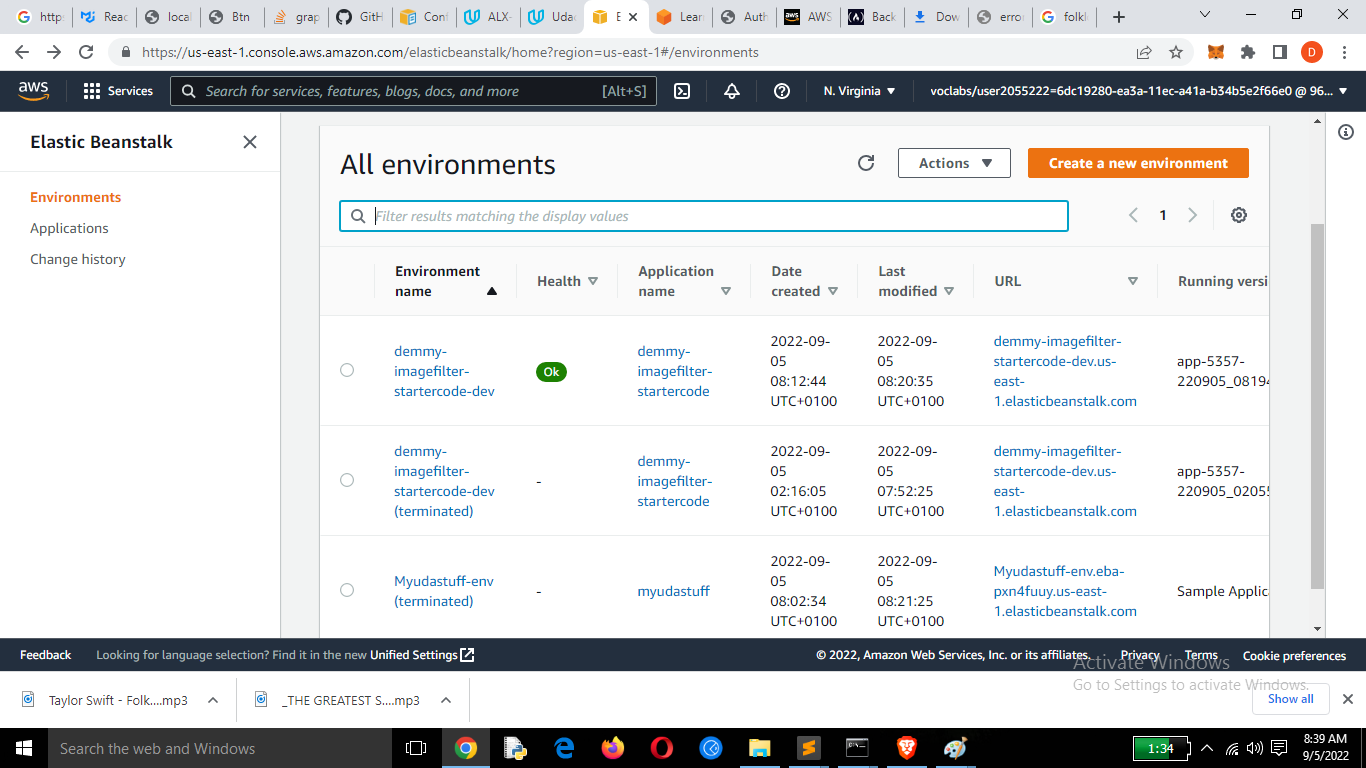 https
Reac
local
Btn
grap
GitH
Conf
ALX-
Udac
E
Learn
Auth
aws
AWS
Back
Dow
error
folkl
https://us-east-1.console.aws.amazon.com/elasticbeanstalk/home?region=us-east-1#/environments
D
aws
Services
Search for services, features, blogs, docs, and more
[Alt+S]
N. Virginia
voclabs/user2055222=6dc19280-ea3a-11ec-a41a-b34b5e2f66e0 @ 96...
Elastic Beanstalk
Environments
Applications
Change history
All environments
Actions
Create a new environment
Filter results matching the display values
1
Environment
name
Health
Application
name
Date
created
Last
modified
URL
Running versi
demmy-
imagefilter-
startercode-dev
Ok
demmy-
imagefilter-
startercode
2022-09-
05
08:12:44
UTC+0100
2022-09-
05
08:20:35
UTC+0100
demmy-imagefilter-
startercode-dev.us-
east-
1.elasticbeanstalk.com
app-5357-
220905_08194
demmy-
imagefilter-
startercode-dev
(terminated)
-
demmy-
imagefilter-
startercode
2022-09-
05
02:16:05
UTC+0100
2022-09-
05
07:52:25
UTC+0100
demmy-imagefilter-
startercode-dev.us-
east-
1.elasticbeanstalk.com
app-5357-
220905_02055
Myudastuff-env
(terminated)
-
myudastuff
2022-09-
05
08:02:34
UTC+0100
2022-09-
05
08:21:25
UTC+0100
Myudastuff-env.eba-
pxn4fuuy.us-east-
1.elasticbeanstalk.com
Sample Applic
Feedback
Looking for language selection? Find it in the new Unified Settings
© 2022, Amazon Web Services, Inc. or its affiliates.
Privacy
Terms
Cookie preferences
Activate Windows
Go to Settings to activate Windows.
Taylor Swift - Folk....mp3
_THE GREATEST S....mp3
Show all
Search the web and Windows
1:34
8:39 AM
9/5/2022